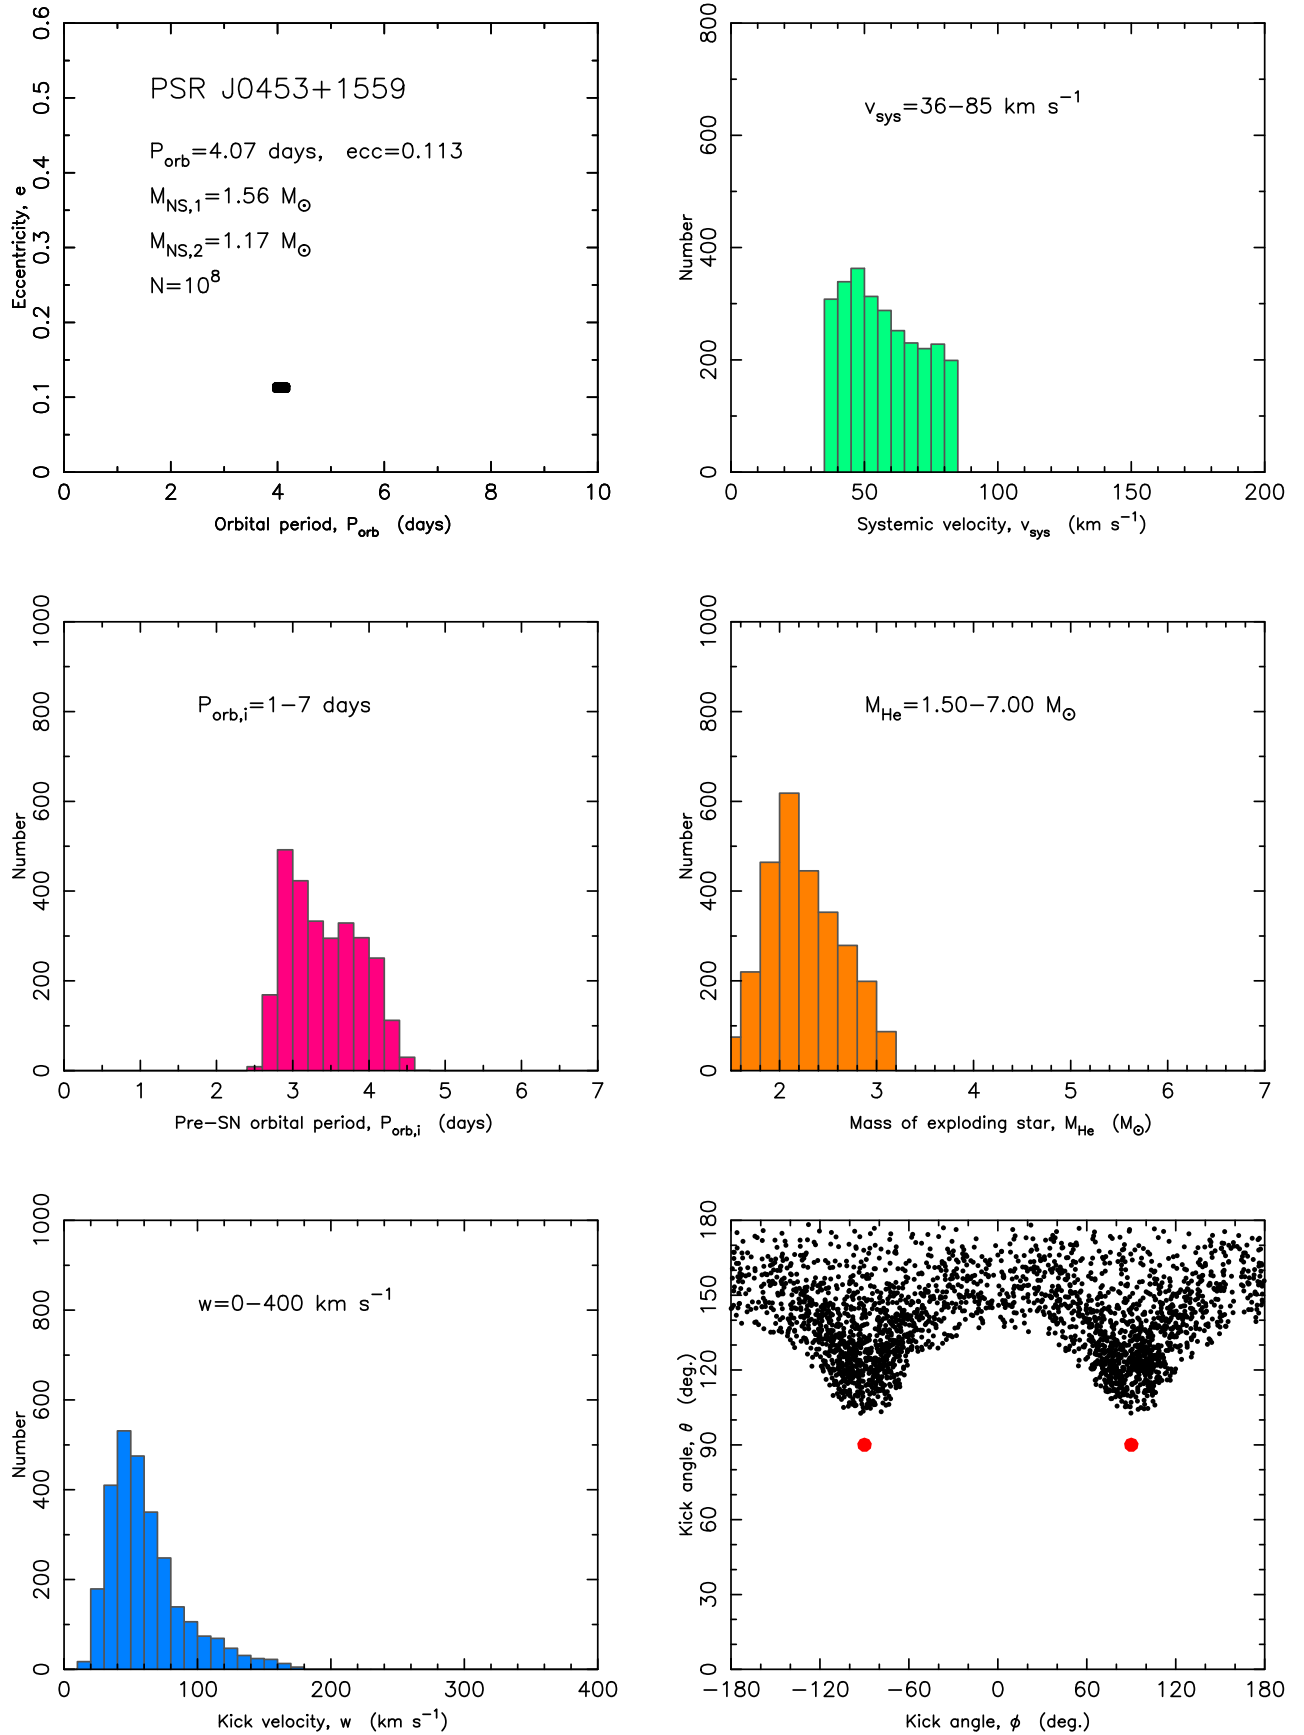 PSR J0453+1559
P_orb=4.07 days, ecc=0.113
M_NS,1=1.56 M⊙
M_NS,2=1.17 M⊙
N=10^8
Eccentricity, e
0 0.1 0.2 0.3 0.4 0.5 0.6
0 2 4 6 8 10
Orbital period, P_orb (days)
v_sys=36−85 km s^−1
Number
0 200 400 600 800
0 50 100 150 200
Systemic velocity, v_sys (km s^−1)
P_orb,i=1−7 days
Number
0 200 400 600 800 1000
0 1 2 3 4 5 6 7
Pre−SN orbital period, P_orb,i (days)
M_He=1.50−7.00 M⊙
Number
0 200 400 600 800 1000
2 3 4 5 6 7
Mass of exploding star, M_He (M⊙)
w=0−400 km s^−1
Number
0 200 400 600 800 1000
0 100 200 300 400
Kick velocity, w (km s^−1)
Kick angle, θ (deg.)
0 30 60 90 120 150 180
−180 −120 −60 0 60 120 180
Kick angle, ϕ (deg.)